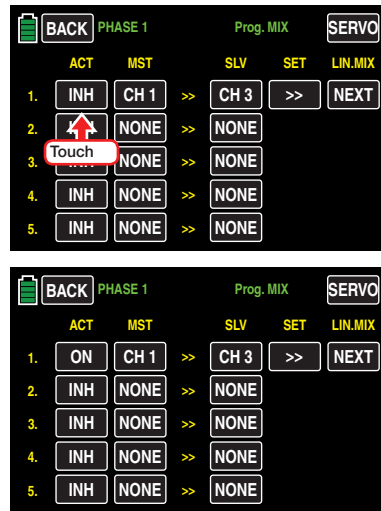 BACK PHASE 1 Prog. MIX SERVO
ACT MST SLV SET LIN.MIX
1. INH CH 1 >> CH 3 >> NEXT
2. NONE >> NONE
Touch
3. INH NONE >> NONE
4. INH NONE >> NONE
5. INH NONE >> NONE
BACK PHASE 1 Prog. MIX SERVO
ACT MST SLV SET LIN.MIX
1. ON CH 1 >> CH 3 >> NEXT
2. INH NONE >> NONE
3. INH NONE >> NONE
4. INH NONE >> NONE
5. INH NONE >> NONE